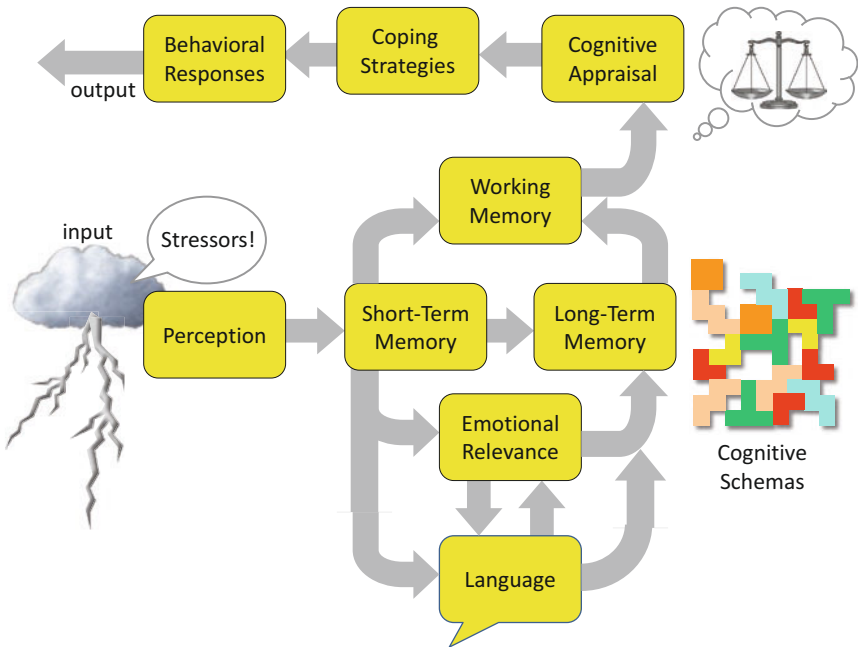 Behavioral
Responses
Coping
Strategies
Cognitive
Appraisal
output
Working
Memory
input
Stressors!
Perception
Short-Term
Memory
Long-Term
Memory
Emotional
Relevance
Cognitive
Schemas
Language